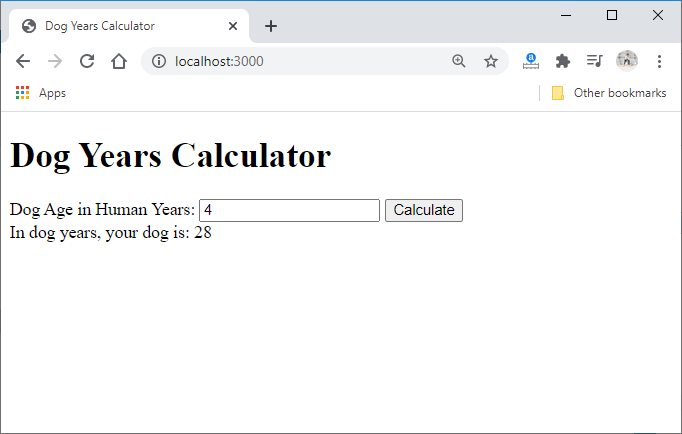 Dog Years Calculator
localhost:3000
Apps
Other bookmarks
Dog Years Calculator
Dog Age in Human Years: 4 Calculate
In dog years, your dog is: 28